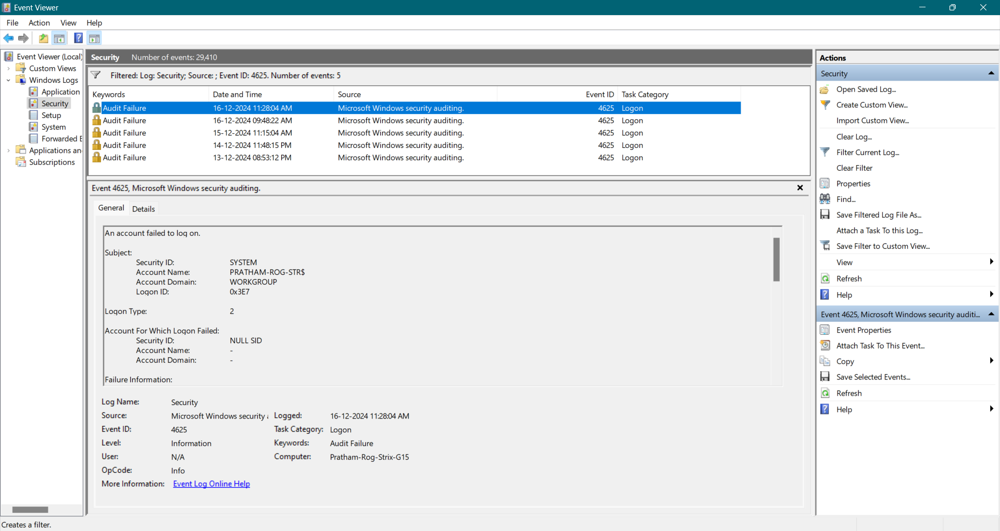 Event Viewer
File Action View Help
Event Viewer (Local)
Custom Views
Windows Logs
Application
Security
Setup
System
Forwarded E
Applications an
Subscriptions
Security Number of events: 29,410
Filtered: Log: Security; Source: ; Event ID: 4625. Number of events: 5
Keywords Date and Time Source Event ID Task Category
Audit Failure 16-12-2024 11:28:04 AM Microsoft Windows security auditing. 4625 Logon
Audit Failure 16-12-2024 09:48:22 AM Microsoft Windows security auditing. 4625 Logon
Audit Failure 15-12-2024 11:15:04 AM Microsoft Windows security auditing. 4625 Logon
Audit Failure 14-12-2024 11:48:15 PM Microsoft Windows security auditing. 4625 Logon
Audit Failure 13-12-2024 08:53:12 PM Microsoft Windows security auditing. 4625 Logon
Event 4625, Microsoft Windows security auditing.
General Details
An account failed to log on.
Subject:
Security ID: SYSTEM
Account Name: PRATHAM-ROG-STR$
Account Domain: WORKGROUP
Logon ID: 0x3E7
Logon Type: 2
Account For Which Logon Failed:
Security ID: NULL SID
Account Name: -
Account Domain: -
Failure Information:
Log Name: Security
Source: Microsoft Windows security Logged: 16-12-2024 11:28:04 AM
Event ID: 4625 Task Category: Logon
Level: Information Keywords: Audit Failure
User: N/A Computer: Pratham-Rog-Strix-G15
OpCode: Info
More Information: Event Log Online Help
Actions
Security
Open Saved Log...
Create Custom View...
Import Custom View...
Clear Log...
Filter Current Log...
Clear Filter
Properties
Find...
Save Filtered Log File As...
Attach a Task To this Log...
Save Filter to Custom View...
View
Refresh
Help
Event 4625, Microsoft Windows security auditi...
Event Properties
Attach Task To This Event...
Copy
Save Selected Events...
Refresh
Help
Creates a filter.